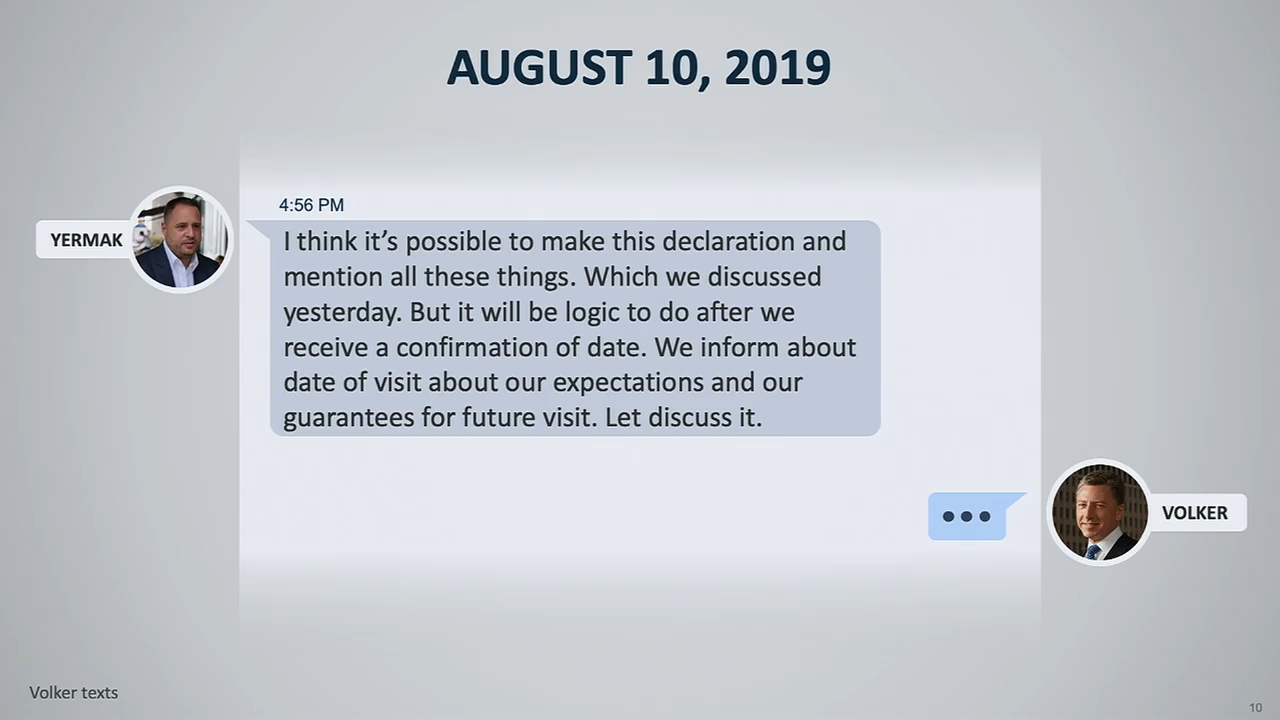 AUGUST 10, 2019
4:56 PM
YERMAK
I think it’s possible to make this declaration and
mention all these things. Which we discussed
yesterday. But it will be logic to do after we
receive a confirmation of date. We inform about
date of visit about our expectations and our
guarantees for future visit. Let discuss it.
VOLKER
Volker texts
10